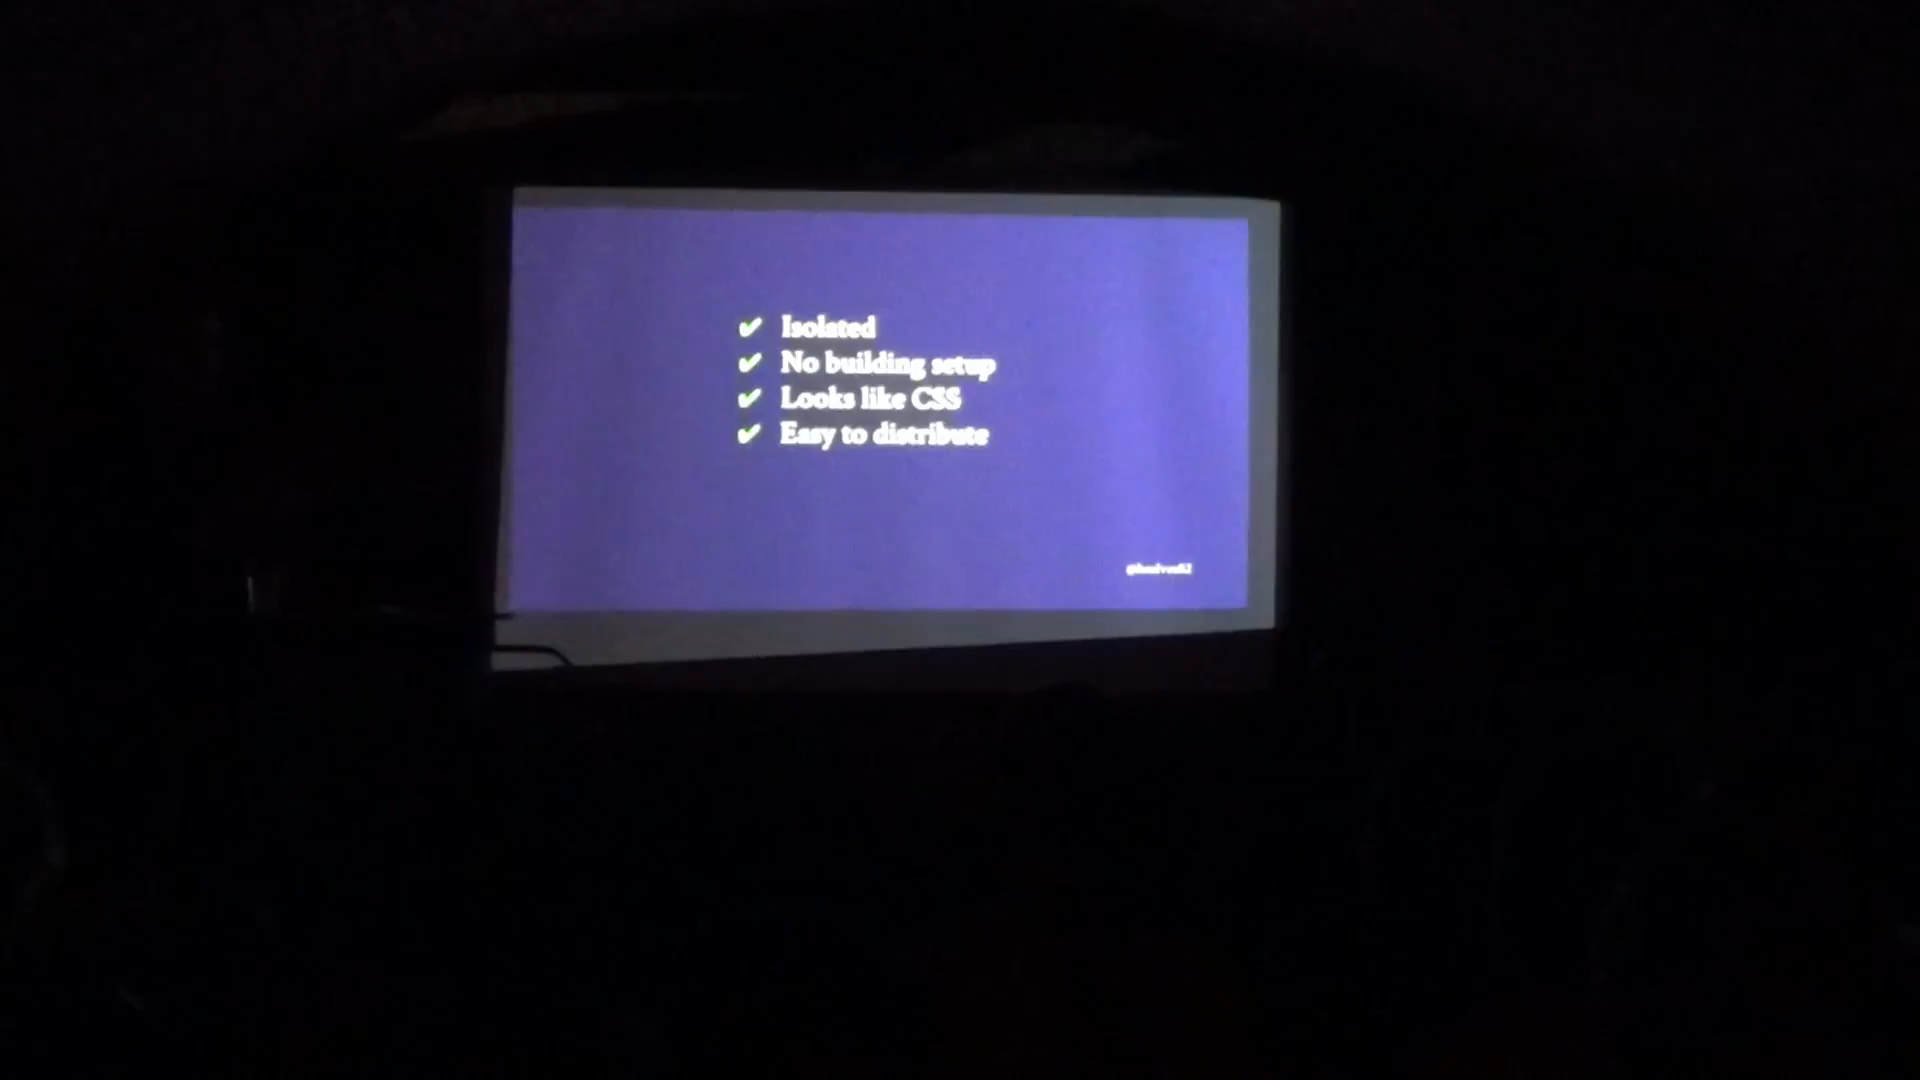 ✔ Isolated
✔ No building setup
✔ Looks like CSS
✔ Easy to distribute